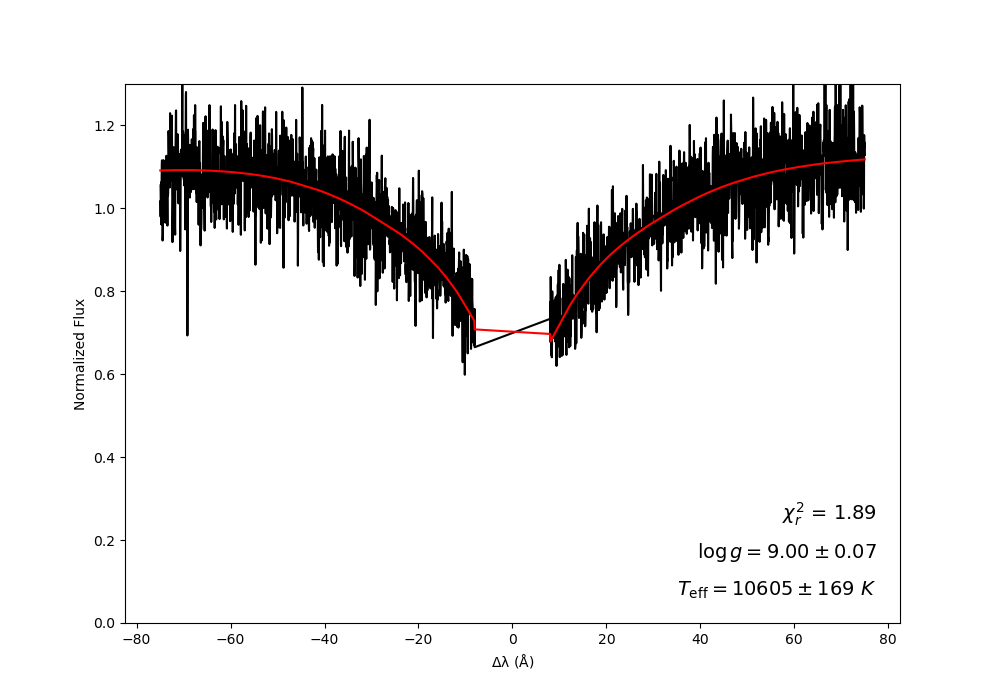 1.2
1.0
0.8
0.6
0.4
0.2
0.0
Normalized Flux
χ²ᵣ = 1.89
log g = 9.00 ± 0.07
T_eff = 10605 ± 169 K
−80 −60 −40 −20 0 20 40 60 80
Δλ (Å)